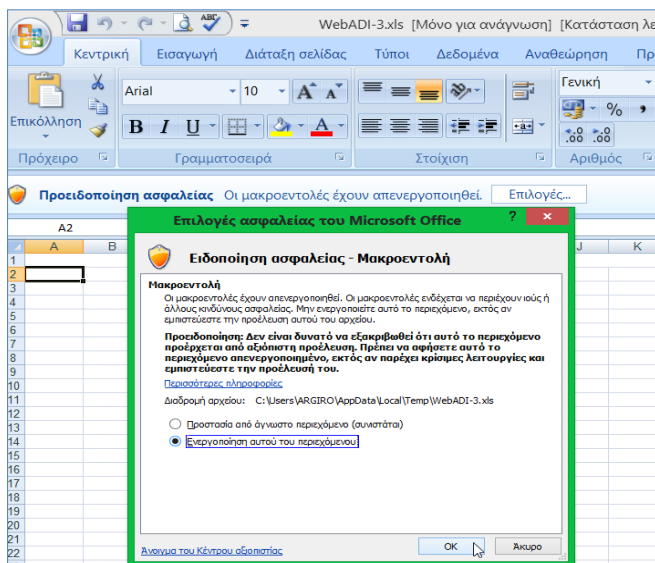 WebADI-3.xls [Μόνο για ανάγνωση] [Κατάσταση λε
Κεντρική Εισαγωγή Διάταξη σελίδας Τύποι Δεδομένα Αναθεώρηση Πρ
Arial 10 A A Γενική
Επικόλληση B I U A % ,
,00 ,0
Πρόχειρο Γραμματοσειρά Στοίχιση Αριθμός
Προειδοποίηση ασφαλείας Οι μακροεντολές έχουν απενεργοποιηθεί. Επιλογές...
A2
Επιλογές ασφαλείας του Microsoft Office ? ×
A B J K
Ειδοποίηση ασφαλείας - Μακροεντολή
Μακροεντολή
Οι μακροεντολές έχουν απενεργοποιηθεί. Οι μακροεντολές ενδέχεται να περιέχουν ιούς ή
άλλους κινδύνους ασφαλείας. Μην ενεργοποιείτε αυτό το περιεχόμενο, εκτός αν
εμπιστεύεστε την προέλευση αυτού του αρχείου.
Προειδοποίηση: Δεν είναι δυνατό να εξακριβωθεί ότι αυτό το περιεχόμενο
προέρχεται από αξιόπιστη προέλευση. Πρέπει να αφήσετε αυτό το
περιεχόμενο απενεργοποιημένο, εκτός αν παρέχει κρίσιμες λειτουργίες και
εμπιστεύεστε την προέλευσή του.
Περισσότερες πληροφορίες
Διαδρομή αρχείου: C:\Users\ARGIRO\AppData\Local\Temp\WebADI-3.xls
Προστασία από άγνωστο περιεχόμενο (συνιστάται)
Ενεργοποίηση αυτού του περιεχόμενου
Άνοιγμα του Κέντρου αξιοπιστίας OK Άκυρο
1
2
3
4
5
6
7
8
9
10
11
12
13
14
15
16
17
18
19
20
21
22